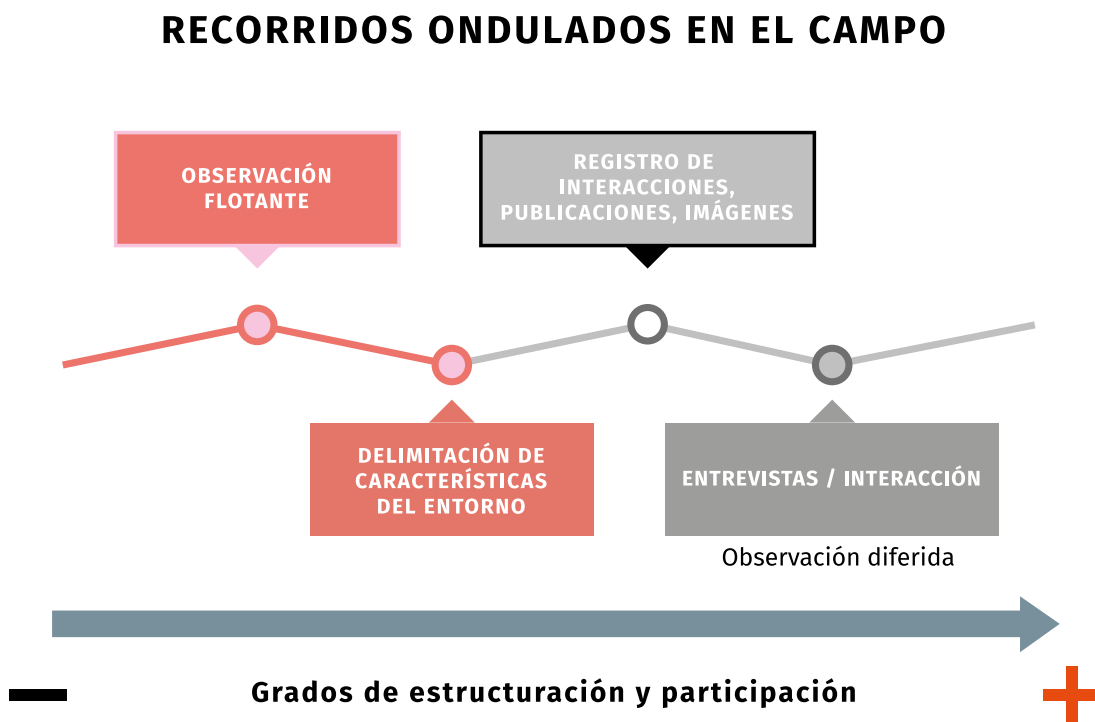 RECORRIDOS ONDULADOS EN EL CAMPO
OBSERVACIÓN
FLOTANTE
REGISTRO DE
INTERACCIONES,
PUBLICACIONES, IMÁGENES
DELIMITACIÓN DE
CARACTERÍSTICAS
DEL ENTORNO
ENTREVISTAS / INTERACCIÓN
Observación diferida
Grados de estructuración y participación